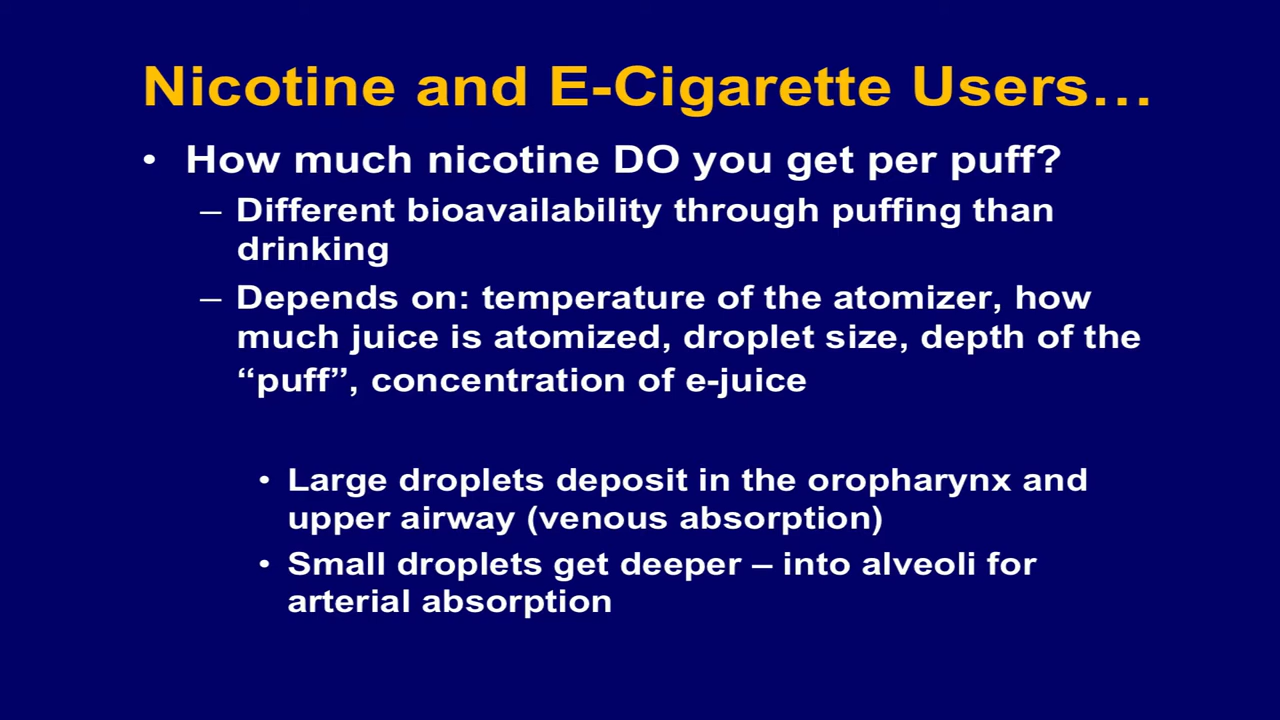 Nicotine and E-Cigarette Users…
• How much nicotine DO you get per puff?
– Different bioavailability through puffing than
drinking
– Depends on: temperature of the atomizer, how
much juice is atomized, droplet size, depth of the
“puff”, concentration of e-juice
• Large droplets deposit in the oropharynx and
upper airway (venous absorption)
• Small droplets get deeper – into alveoli for
arterial absorption